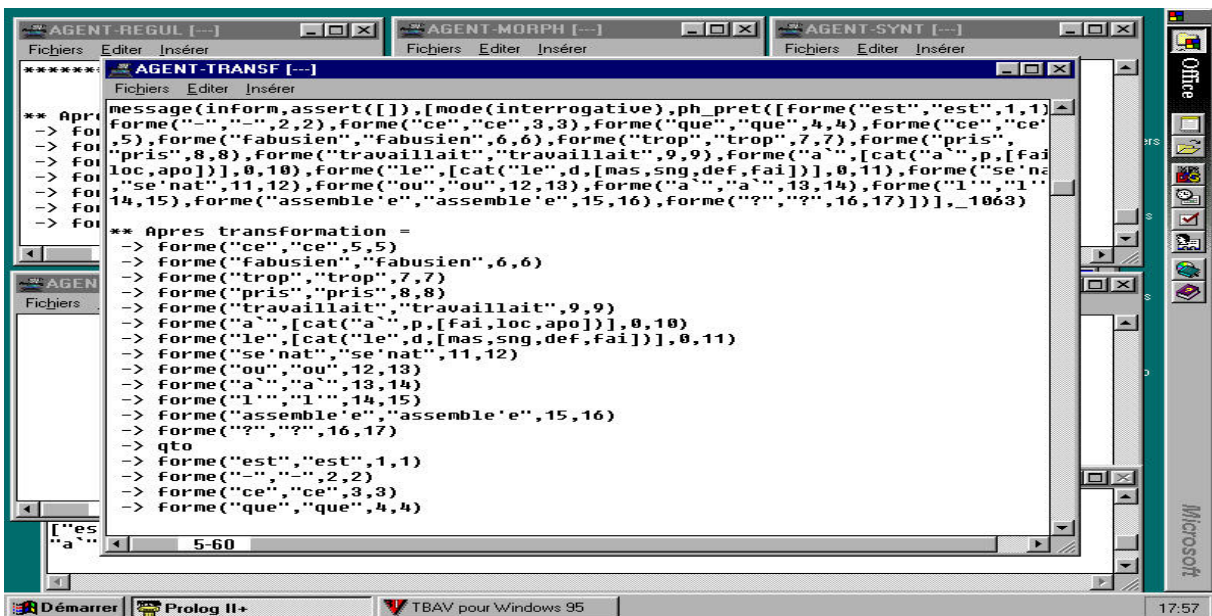 AGENT-REGUL [---]
Fichiers Editer Insérer
AGENT-MORPH [---]
Fichiers Editer Insérer
AGENT-SYNT [---]
Fichiers Editer Insérer
*******
** Apr
-> fo
-> fo
-> fo
-> fo
-> fo
-> fo
-> fo
AGENT-TRANSF [---]
Fichiers Editer Insérer
message(inform,assert([]),[mode(interrogative),ph_pret([forme("est","est",1,1)
forme("-","-",2,2),forme("ce","ce",3,3),forme("que","que",4,4),forme("ce","ce"
,5),forme("fabusien","fabusien",6,6),forme("trop","trop",7,7),forme("pris",
"pris",8,8),forme("travaillait","travaillait",9,9),forme("a`",[cat("a`",p,[fai
loc,apo])],0,10),forme("le",[cat("le",d,[mas,sng,def,fai])],0,11),forme("se'na
,"se'nat",11,12),forme("ou","ou",12,13),forme("a`","a`",13,14),forme("l'","l'"
14,15),forme("assemble'e","assemble'e",15,16),forme("?","?",16,17)])],_1063)
** Apres transformation =
-> forme("ce","ce",5,5)
-> forme("fabusien","fabusien",6,6)
-> forme("trop","trop",7,7)
-> forme("pris","pris",8,8)
-> forme("travaillait","travaillait",9,9)
-> forme("a`",[cat("a`",p,[fai,loc,apo])],0,10)
-> forme("le",[cat("le",d,[mas,sng,def,fai])],0,11)
-> forme("se'nat","se'nat",11,12)
-> forme("ou","ou",12,13)
-> forme("a`","a`",13,14)
-> forme("l'","l'",14,15)
-> forme("assemble'e","assemble'e",15,16)
-> forme("?","?",16,17)
-> qto
-> forme("est","est",1,1)
-> forme("-","-",2,2)
-> forme("ce","ce",3,3)
-> forme("que","que",4,4)
5-60
AGEN
Fichiers
["es
"a`"
Office
Microsoft
Démarrer
Prolog II+
TBAV pour Windows 95
17:57